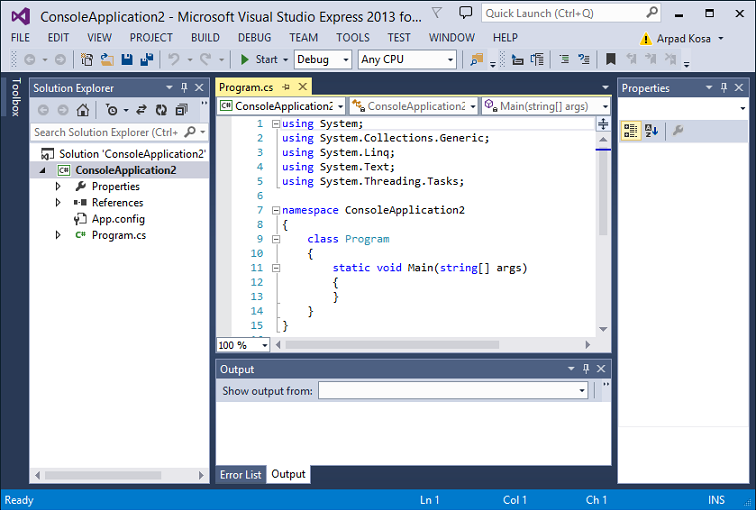 ConsoleApplication2 - Microsoft Visual Studio Express 2013 fo...
Quick Launch (Ctrl+Q)
FILE EDIT VIEW PROJECT BUILD DEBUG TEAM TOOLS TEST WINDOW HELP
Arpad Kosa
Start Debug Any CPU
Toolbox
Solution Explorer
Search Solution Explorer (Ctrl+
Solution 'ConsoleApplication2'
ConsoleApplication2
Properties
References
App.config
C# Program.cs
Program.cs
C# ConsoleApplication2 ConsoleApplication2 Main(string[] args)
1 using System;
2 using System.Collections.Generic;
3 using System.Linq;
4 using System.Text;
5 using System.Threading.Tasks;
6
7 namespace ConsoleApplication2
8 {
9 class Program
10 {
11 static void Main(string[] args)
12 {
13 }
14 }
15 }
100 %
Output
Show output from:
Error List Output
Properties
Ready Ln 1 Col 1 Ch 1 INS